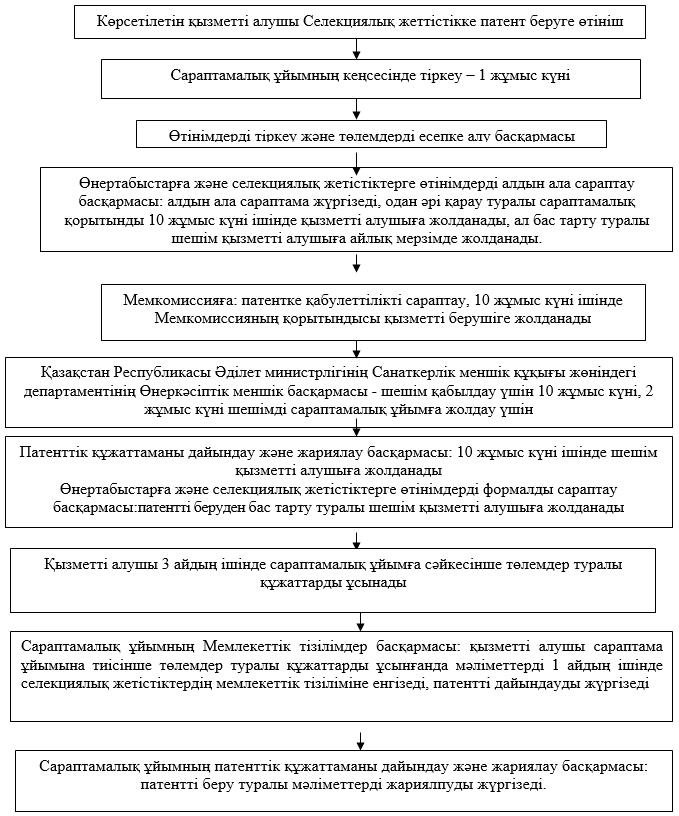 Көрсетілетін қызметті алушы Селекциялық жеттістікке патент беруге өтініш
Сараптамалық ұйымның кеңсесінде тіркеу – 1 жұмыс күні
Өтінімдерді тіркеу және төлемдерді есепке алу басқармасы
Өнертабыстарға және селекциялық жетістіктерге өтінімдерді алдын ала сараптау
басқармасы: алдын ала сараптама жүргізеді, одан әрі қарау туралы сараптамалық
қорытынды 10 жұмыс күні ішінде қызметті алушыға жолданады, ал бас тарту туралы
шешім қызметті алушыға айлық мерзімде жолданады.
Мемкомиссияға: патентке қабулеттілікті сараптау, 10 жұмыс күні ішінде
Мемкомиссияның қорытындысы қызметті берушіге жолданады
Қазақстан Республикасы Әділет министрлігінің Санаткерлік меншік құқығы жөніндегі
департаментінің Өнеркәсіптік меншік басқармасы - шешім қабылдау үшін 10 жұмыс күні, 2
жұмыс күні шешімді сараптамалық ұйымға жолдау үшін
Патенттік құжаттаманы дайындау және жариялау басқармасы: 10 жұмыс күні ішінде шешім
қызметті алушыға жолданады
Өнертабыстарға және селекциялық жетістіктерге өтінімдерді формалды сараптау
басқармасы:патентті беруден бас тарту туралы шешім қызметті алушыға жолданады
Қызметті алушы 3 айдың ішінде сараптамалық ұйымға сәйкесінше төлемдер туралы
құжаттарды ұсынады
Сараптамалық ұйымның Мемлекеттік тізілімдер басқармасы: қызметті алушы сараптама
ұйымына тиісінше төлемдер туралы құжаттарды ұсынғанда мәліметтерді 1 айдың ішінде
селекциялық жетістіктердің мемлекеттік тізіліміне енгізеді, патентті дайындауды жүргізеді
Сараптамалық ұйымның патенттік құжаттаманы дайындау және жариялау басқармасы:
патентті беру туралы мәліметтерді жариялпуды жүргізеді.